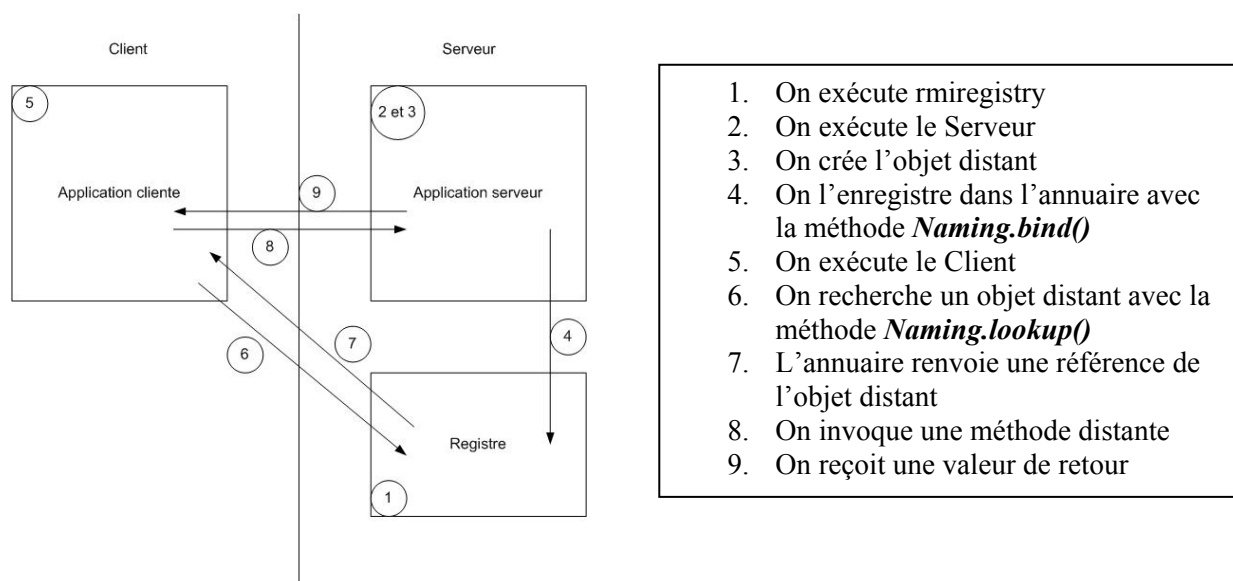 Client
Serveur
5
2 et 3
Application cliente
9
Application serveur
8
7
4
6
Registre
1
1. On exécute rmiregistry
2. On exécute le Serveur
3. On crée l’objet distant
4. On l’enregistre dans l’annuaire avec
la méthode Naming.bind()
5. On exécute le Client
6. On recherche un objet distant avec la
méthode Naming.lookup()
7. L’annuaire renvoie une référence de
l’objet distant
8. On invoque une méthode distante
9. On reçoit une valeur de retour